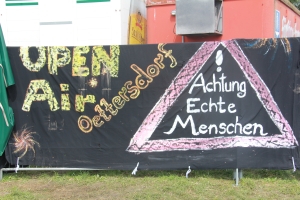 OPEN
Air
Oettersdorf
!
Achtung
Echte
Menschen